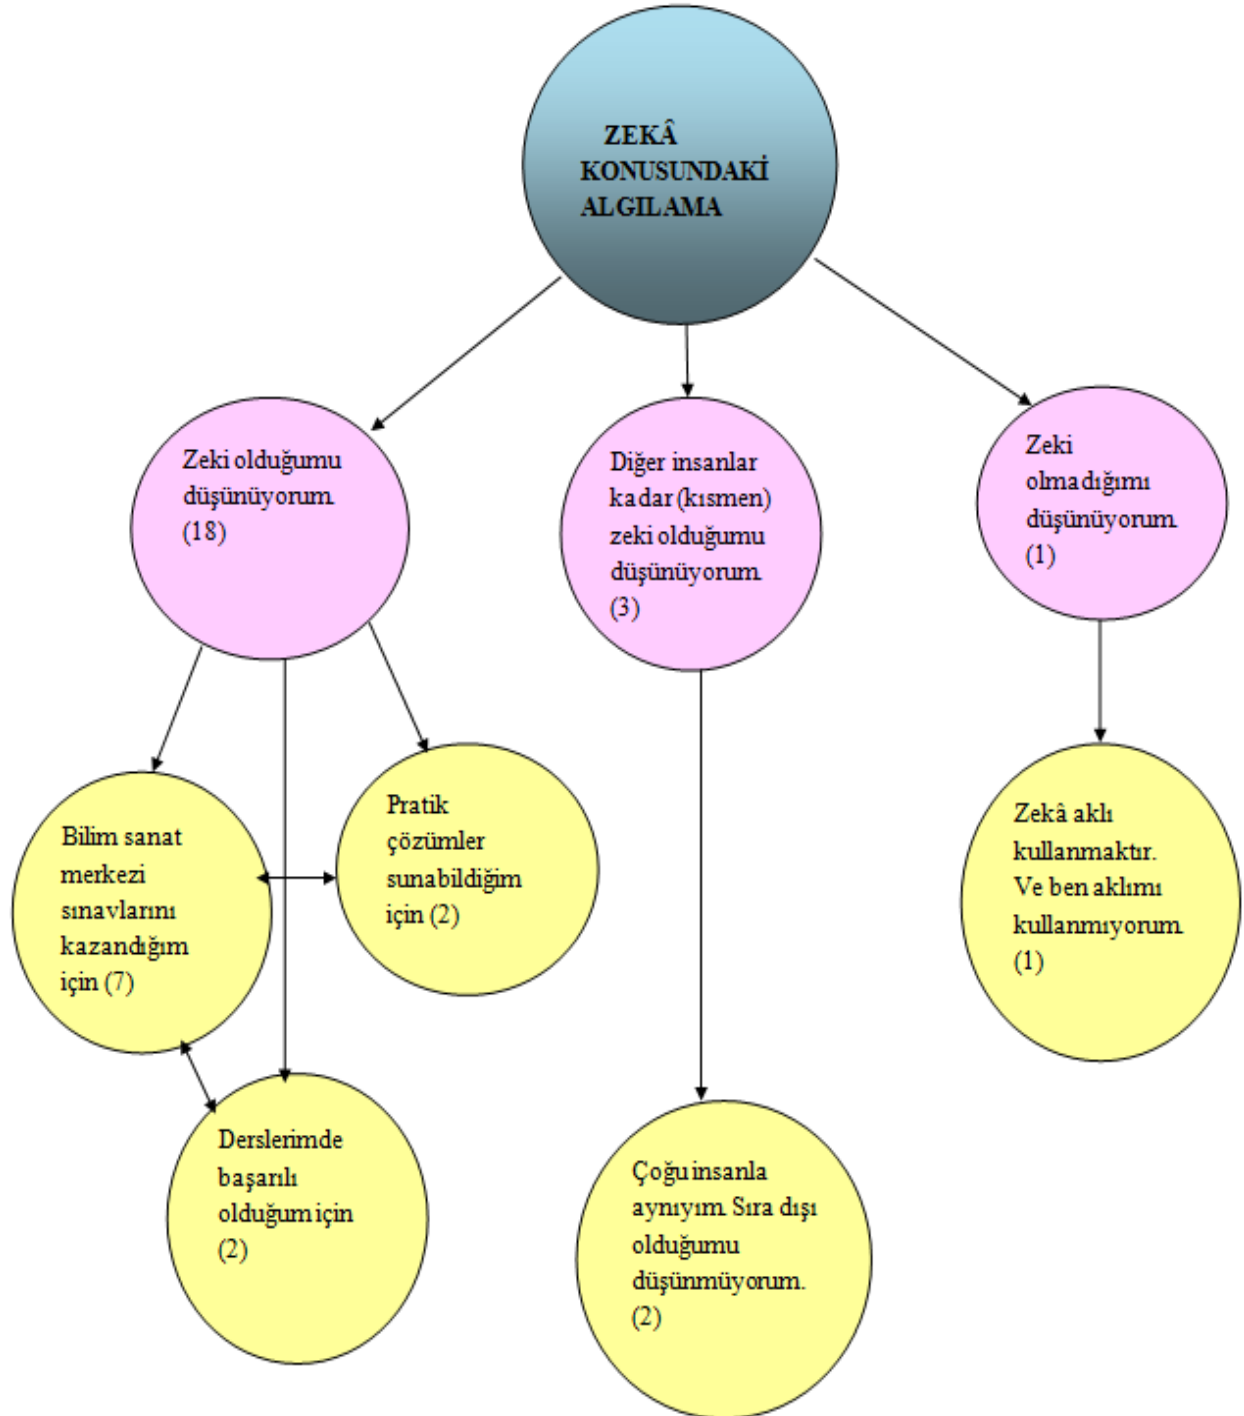 ZEKÂ
KONUSUNDAKİ
ALGILAMA
Zeki olduğumu
düşünüyorum.
(18)
Diğer insanlar
kadar (kısmen)
zeki olduğumu
düşünüyorum.
(3)
Zeki
olmadığımı
düşünüyorum.
(1)
Bilim sanat
merkezi
sınavlarını
kazandığım
için (7)
Pratik
çözümler
sunabildiğim
için (2)
Zekâ aklı
kullanmaktır.
Ve ben aklımı
kullanmıyorum.
(1)
Derslerimde
başarılı
olduğum için
(2)
Çoğu insanla
aynıyım. Sıra dışı
olduğumu
düşünmüyorum.
(2)